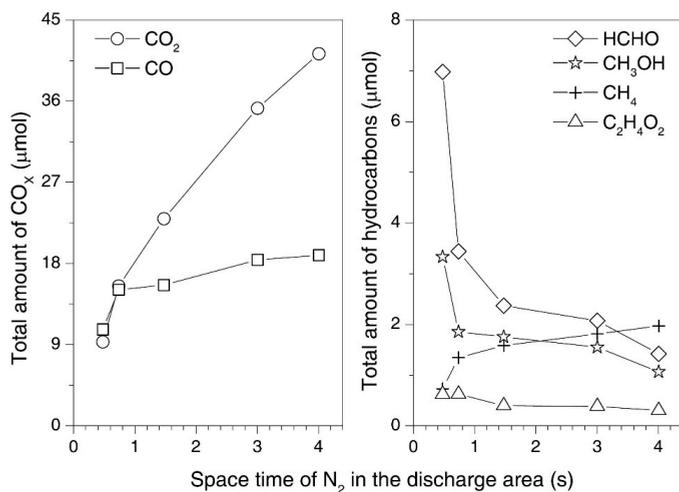 45
36
27
18
9
0
0
1
2
3
4
Total amount of COₓ (μmol)
CO₂
CO
8
6
4
2
0
0
1
2
3
4
Total amount of hydrocarbons (μmol)
HCHO
CH₃OH
CH₄
C₂H₄O₂
Space time of N₂ in the discharge area (s)